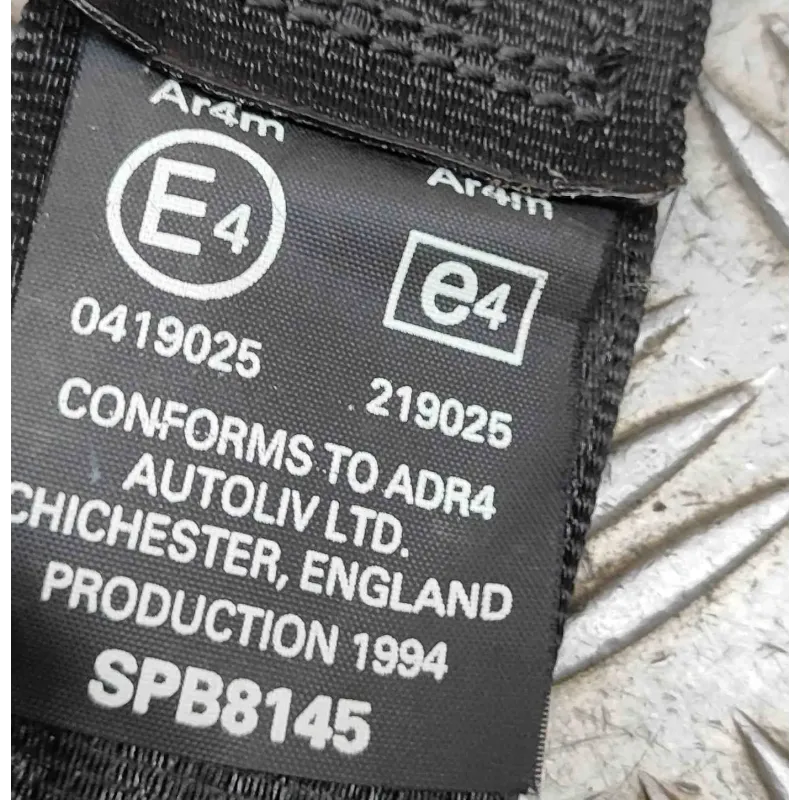 Ar4m Ar4m
E4 e4
0419025 219025
CONFORMS TO ADR4
AUTOLIV LTD.
CHICHESTER, ENGLAND
PRODUCTION 1994
SPB8145